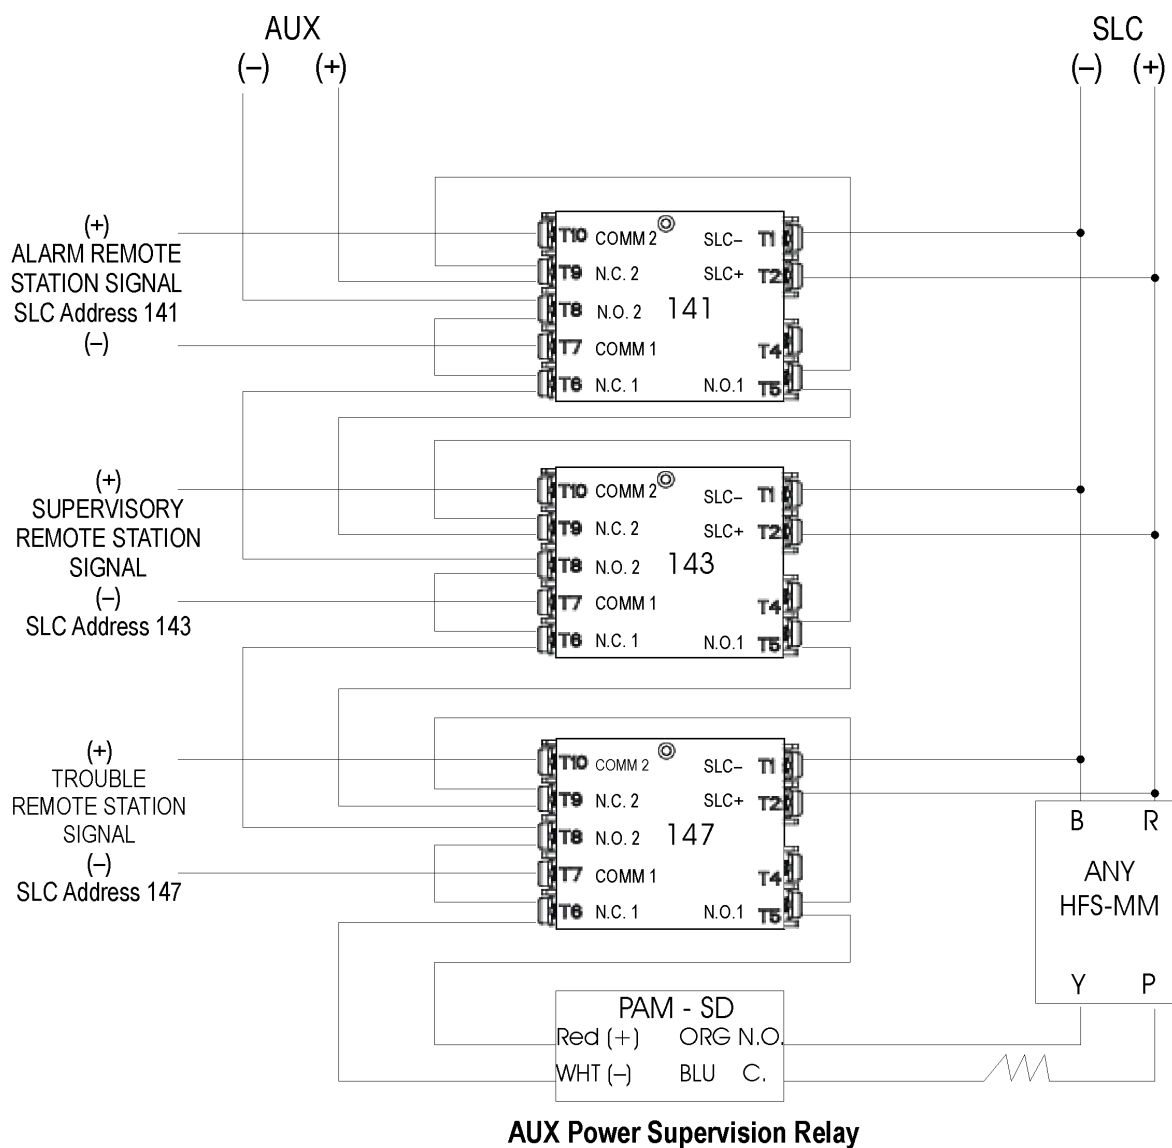 AUX
SLC
(–) (+)
(–) (+)
(+)
ALARM REMOTE
STATION SIGNAL
SLC Address 141
(–)
T10 COMM 2 SLC– T1
T9 N.C. 2 SLC+ T2
T8 N.O. 2 141
T7 COMM 1 T4
T6 N.C. 1 N.O.1 T5
(+)
SUPERVISORY
REMOTE STATION
SIGNAL
(–)
SLC Address 143
T10 COMM 2 SLC– T1
T9 N.C. 2 SLC+ T2
T8 N.O. 2 143
T7 COMM 1 T4
T6 N.C. 1 N.O.1 T5
(+)
TROUBLE
REMOTE STATION
SIGNAL
(–)
SLC Address 147
T10 COMM 2 SLC– T1
T9 N.C. 2 SLC+ T2
T8 N.O. 2 147
T7 COMM 1 T4
T6 N.C. 1 N.O.1 T5
B R
ANY
HFS-MM
Y P
PAM - SD
Red (+) ORG N.O.
WHT (–) BLU C.
AUX Power Supervision Relay